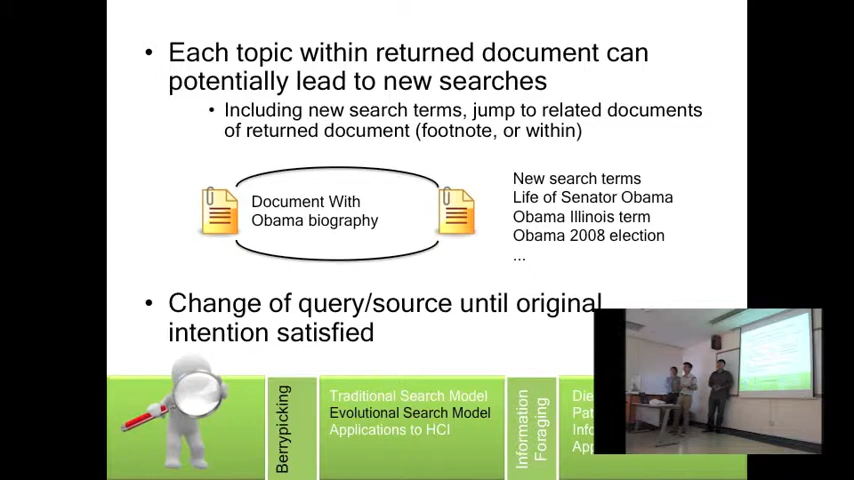 • Each topic within returned document can
potentially lead to new searches
• Including new search terms, jump to related documents
of returned document (footnote, or within)
Document With
Obama biography
New search terms
Life of Senator Obama
Obama Illinois term
Obama 2008 election
...
• Change of query/source until original
intention satisfied
Berrypicking
Traditional Search Model
Evolutional Search Model
Applications to HCI
Information
Foraging